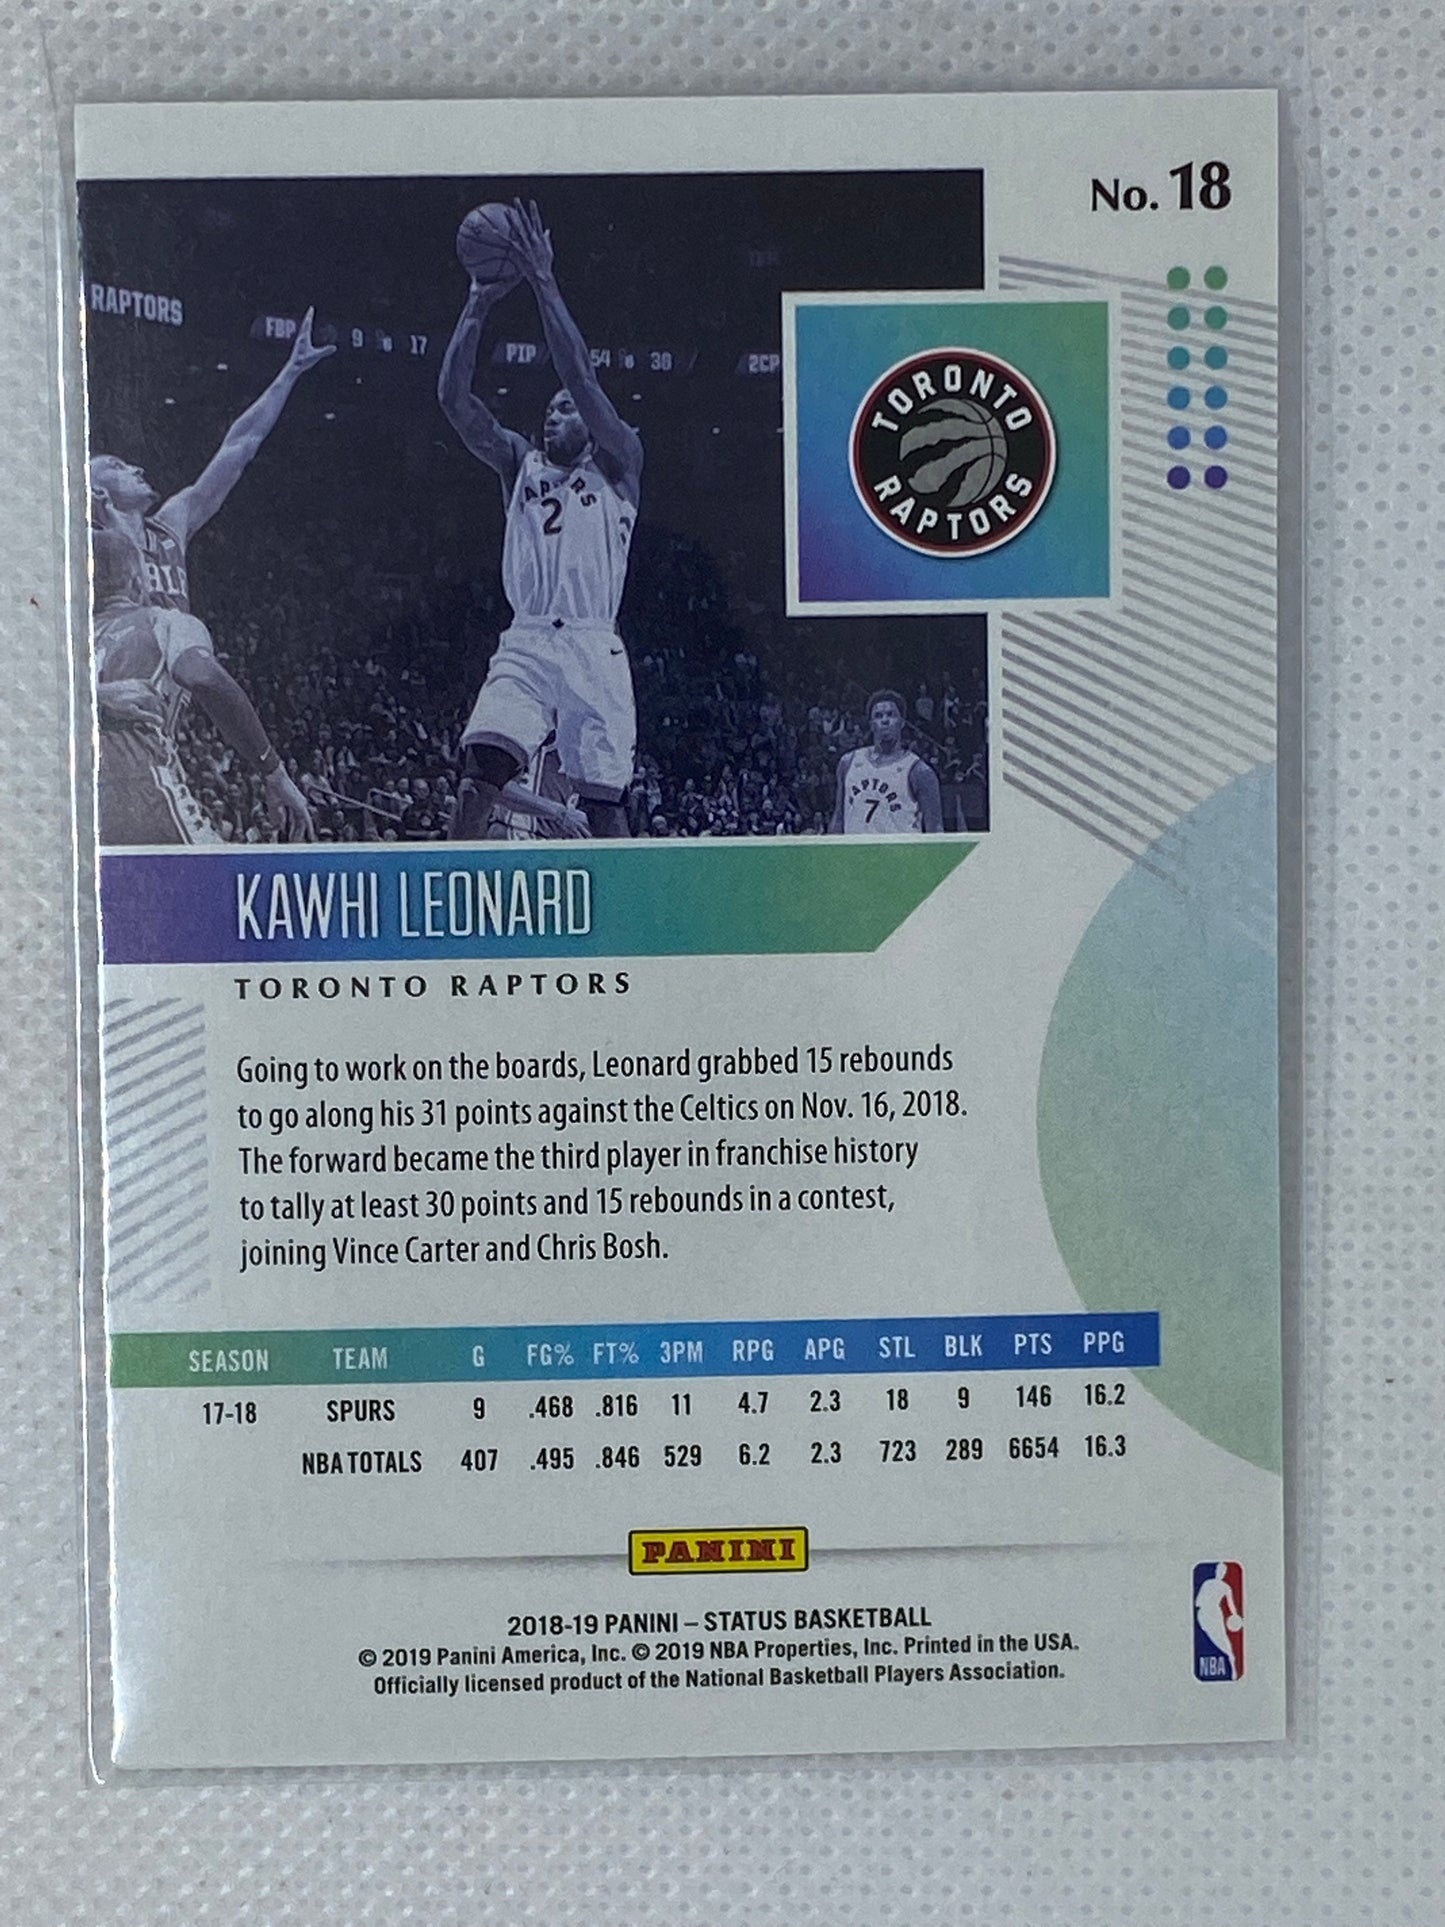 No. 18
RAPTORS
FBP 9 17
PIP 54 36
2CP
TORONTO
RAPTORS
RAPTORS
2
RAPTORS
7
KAWHI LEONARD
TORONTO RAPTORS
Going to work on the boards, Leonard grabbed 15 rebounds
to go along his 31 points against the Celtics on Nov. 16, 2018.
The forward became the third player in franchise history
to tally at least 30 points and 15 rebounds in a contest,
joining Vince Carter and Chris Bosh.
SEASON TEAM G FG% FT% 3PM RPG APG STL BLK PTS PPG
17-18 SPURS 9 .468 .816 11 4.7 2.3 18 9 146 16.2
NBA TOTALS 407 .495 .846 529 6.2 2.3 723 289 6654 16.3
PANINI
2018-19 PANINI – STATUS BASKETBALL
© 2019 Panini America, Inc. © 2019 NBA Properties, Inc. Printed in the USA.
Officially licensed product of the National Basketball Players Association.
NBA